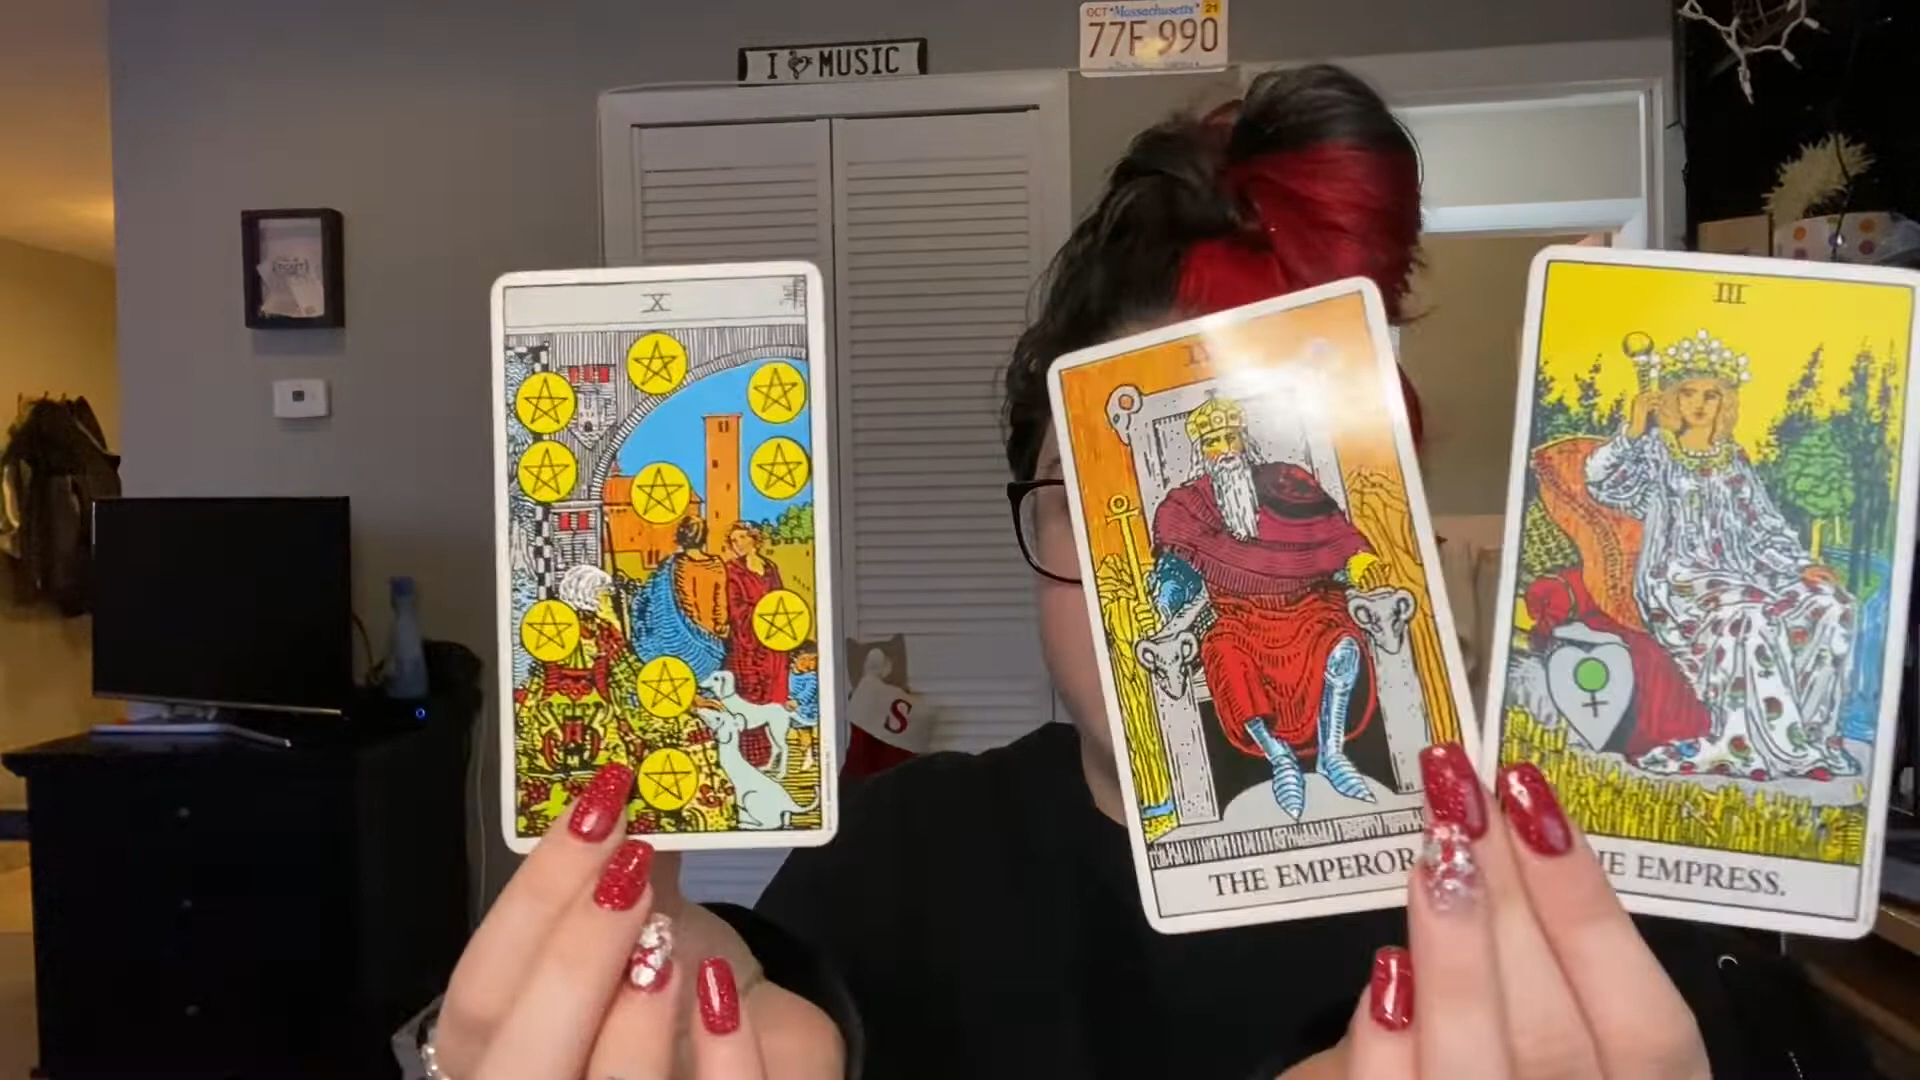 I MUSIC
OCT Massachusetts 21
77F 990
X
III
S
THE EMPEROR
E EMPRESS.